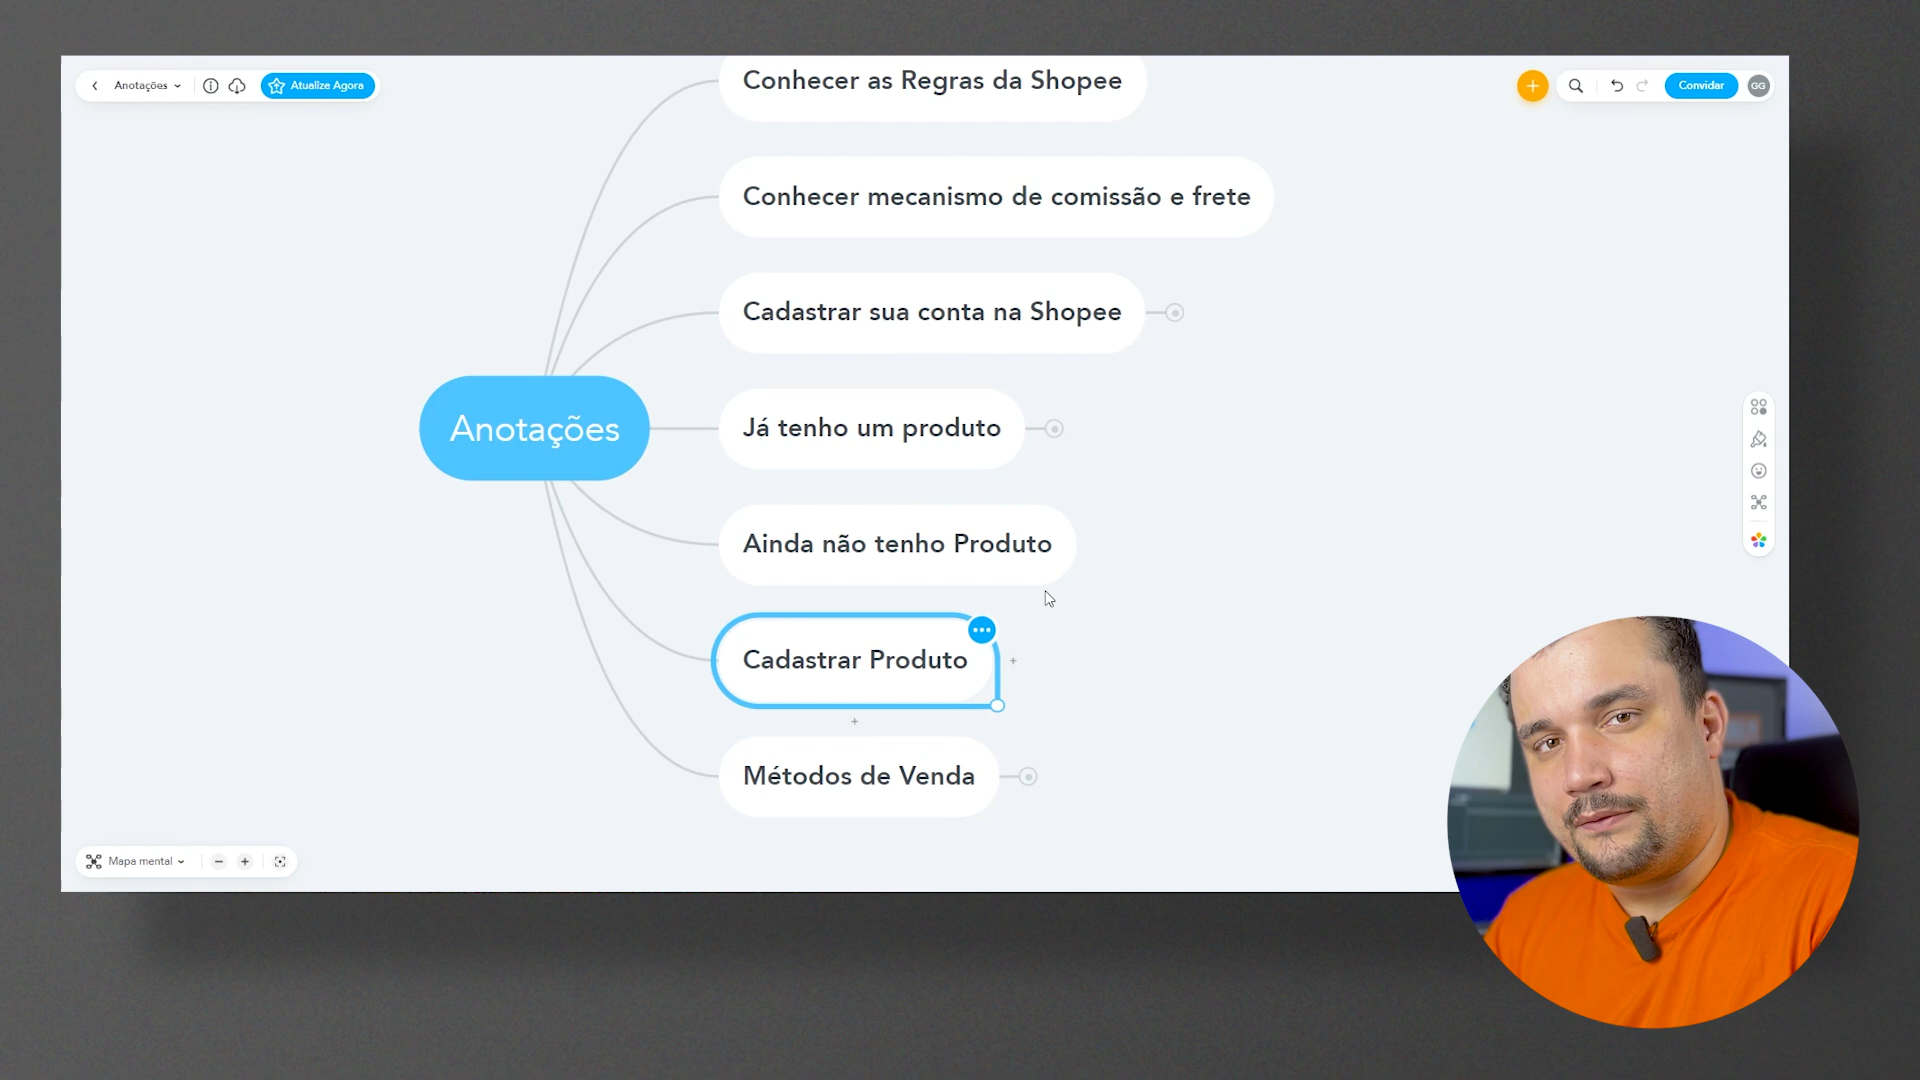 Anotações
Atualize Agora
Convidar
GG
Conhecer as Regras da Shopee
Conhecer mecanismo de comissão e frete
Cadastrar sua conta na Shopee
Anotações
Já tenho um produto
Ainda não tenho Produto
Cadastrar Produto
Métodos de Venda
Mapa mental